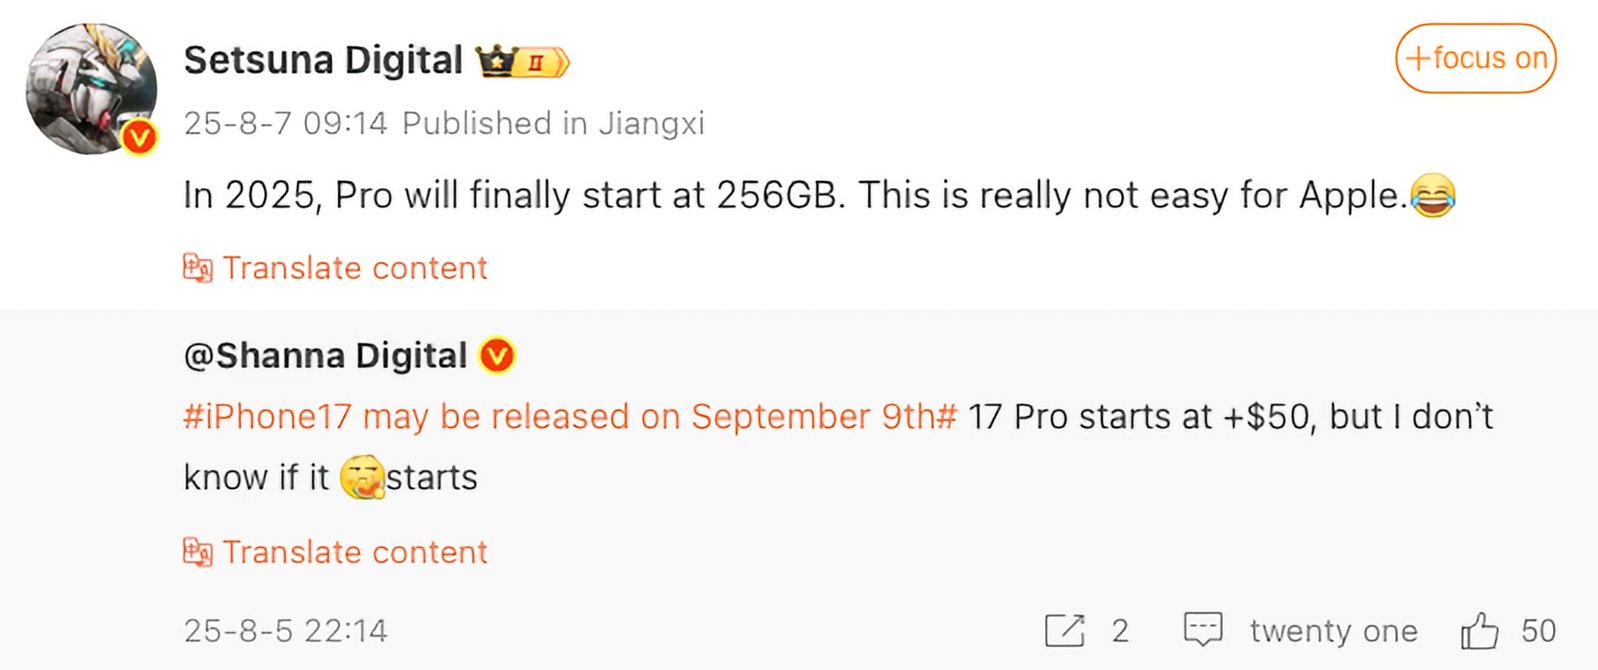 Setsuna Digital II
+focus on
25-8-7 09:14 Published in Jiangxi
In 2025, Pro will finally start at 256GB. This is really not easy for Apple.😂
Translate content
@Shanna Digital
#iPhone17 may be released on September 9th# 17 Pro starts at +$50, but I don't
know if it starts
Translate content
25-8-5 22:14
2
twenty one
50